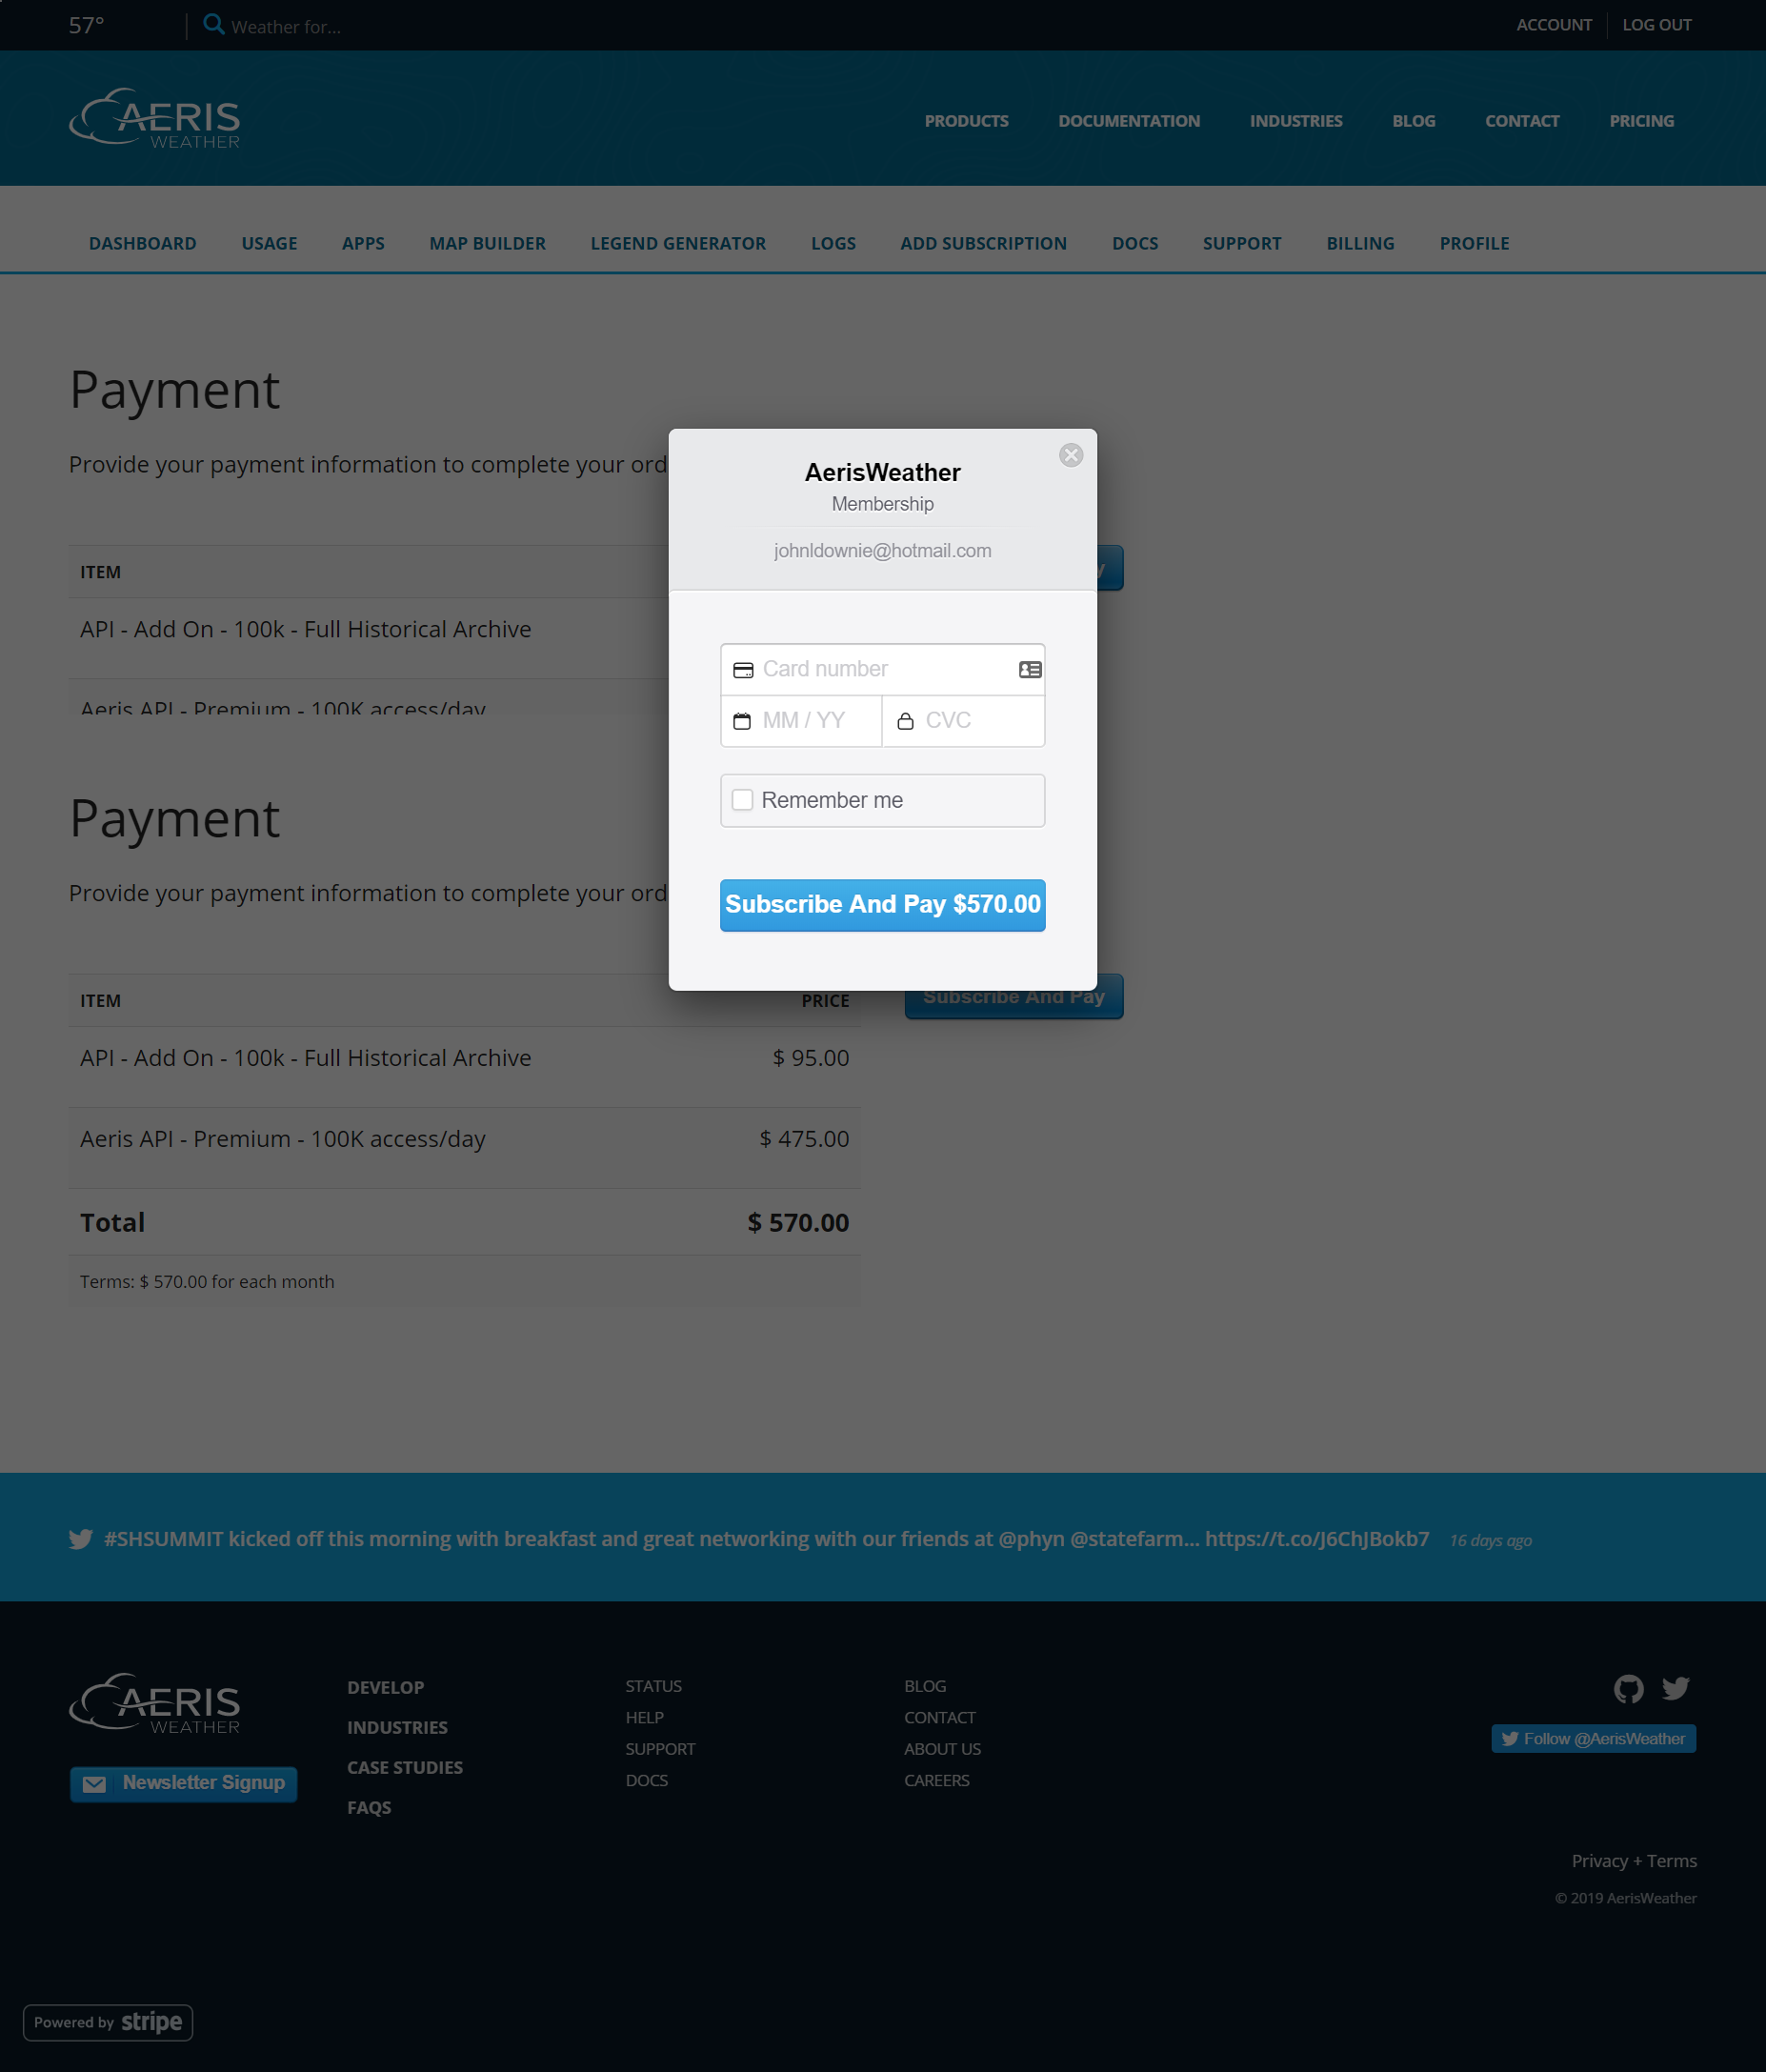 57°
Weather for...
ACCOUNT
LOG OUT
AERIS
WEATHER
PRODUCTS DOCUMENTATION INDUSTRIES BLOG CONTACT PRICING
DASHBOARD USAGE APPS MAP BUILDER LEGEND GENERATOR LOGS ADD SUBSCRIPTION DOCS SUPPORT BILLING PROFILE
Payment
Provide your payment information to complete your ord
ITEM
API - Add On - 100k - Full Historical Archive
Aeris API - Premium - 100K access/day
AerisWeather
Membership
johnldownie@hotmail.com
Card number
MM / YY
CVC
Remember me
Subscribe And Pay $570.00
Payment
Provide your payment information to complete your ord
ITEM PRICE
Subscribe And Pay
API - Add On - 100k - Full Historical Archive $ 95.00
Aeris API - Premium - 100K access/day $ 475.00
Total $ 570.00
Terms: $ 570.00 for each month
#SHSUMMIT kicked off this morning with breakfast and great networking with our friends at @phyn @statefarm... https://t.co/J6ChJBokb7 16 days ago
AERIS
WEATHER
Newsletter Signup
DEVELOP
INDUSTRIES
CASE STUDIES
FAQS
STATUS
HELP
SUPPORT
DOCS
BLOG
CONTACT
ABOUT US
CAREERS
Follow @AerisWeather
Privacy + Terms
© 2019 AerisWeather
Powered by stripe